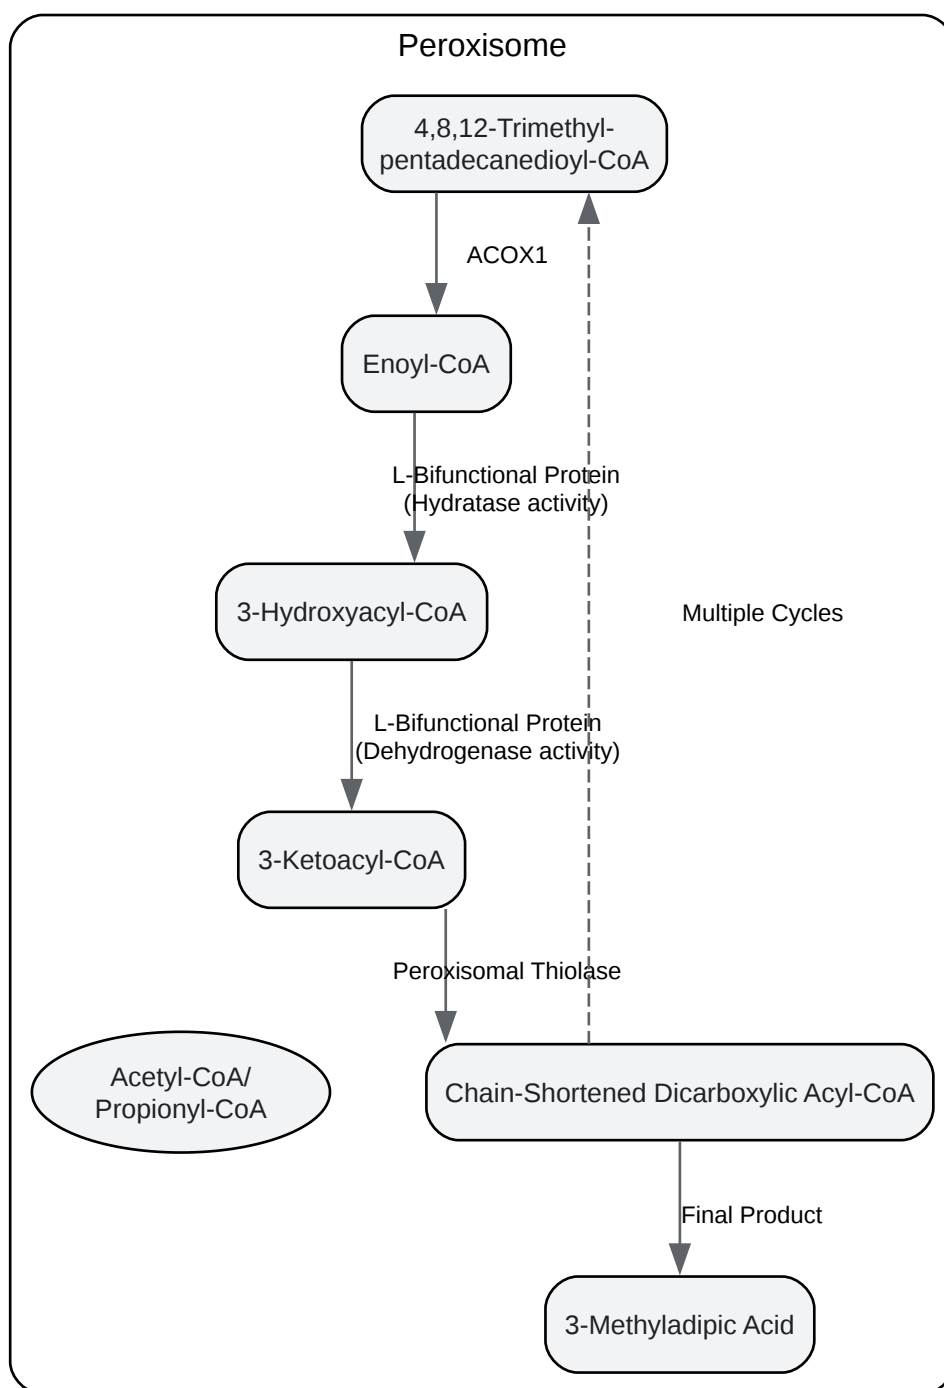 Peroxisome
4,8,12-Trimethyl-
pentadecanedioyl-CoA
ACOX1
Enoyl-CoA
L-Bifunctional Protein
(Hydratase activity)
3-Hydroxyacyl-CoA
Multiple Cycles
L-Bifunctional Protein
(Dehydrogenase activity)
3-Ketoacyl-CoA
Peroxisomal Thiolase
Acetyl-CoA/
Propionyl-CoA
Chain-Shortened Dicarboxylic Acyl-CoA
Final Product
3-Methyladipic Acid